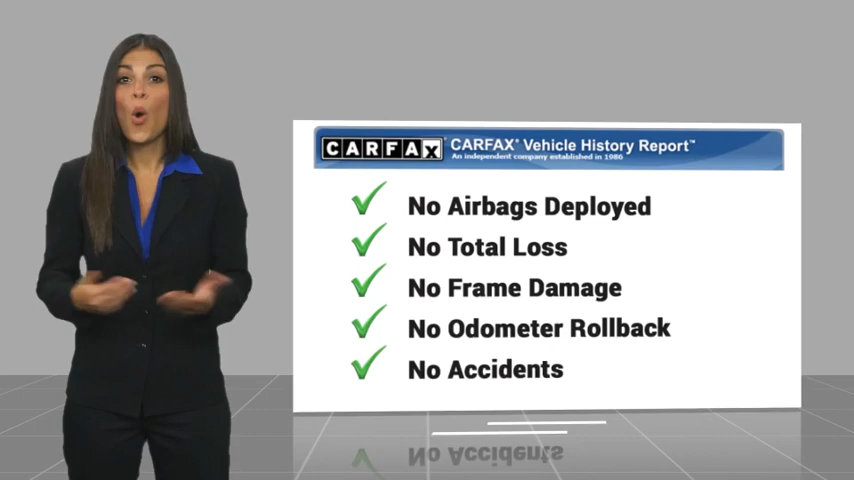 CARFAX CARFAX® Vehicle History Report™
An independent company established in 1986
No Airbags Deployed
No Total Loss
No Frame Damage
No Odometer Rollback
No Accidents
No Accidents